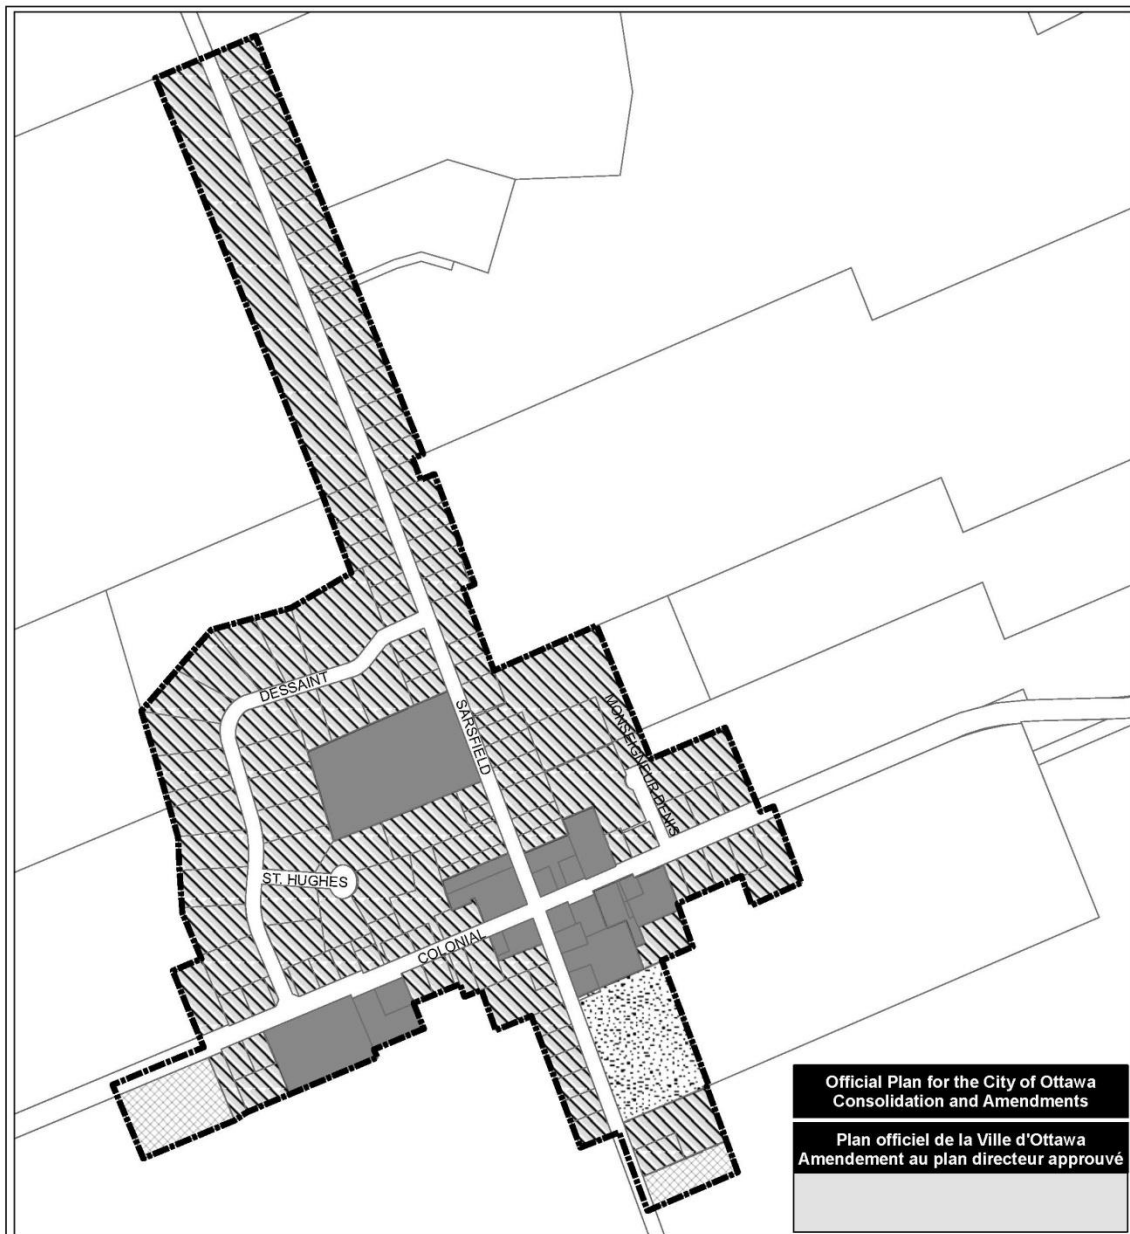 DESSAINT
SARSFIELD
MONSEIGNEUR DENIS
ST. HUGHES
COLONIAL
Official Plan for the City of Ottawa
Consolidation and Amendments
Plan officiel de la Ville d'Ottawa
Amendement au plan directeur approuvé